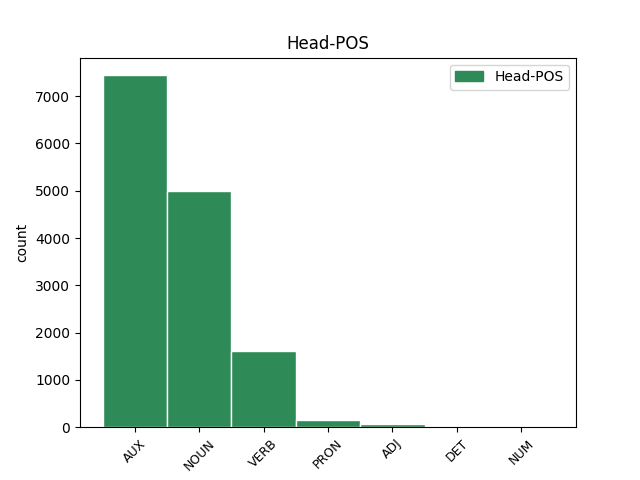 Head-POS
Head-POS
7000
6000
5000
4000
3000
2000
1000
0
count
AUX
NOUN
VERB
PRON
ADJ
DET
NUM